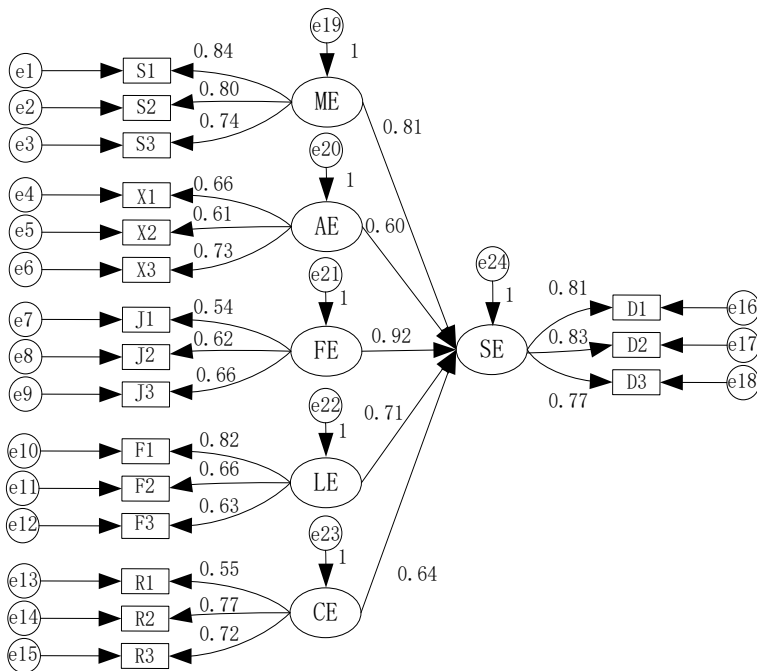 e19
1
0.84
e1 S1
ME
0.80
e2 S2
0.74
0.81
e3 S3
e20
1
e4 X1 0.66
AE
0.60
e5 X2 0.61
0.73
e6 X3
e24
e21
1
1
0.81
D1 e16
e7 J1 0.54
FE
0.92
SE
0.83
D2 e17
e8 J2 0.62
0.66
D3 e18
e9 J3
0.77
e22
0.71
1
e10 F1 0.82
LE
e11 F2 0.66
0.63
e12 F3
e23
1
0.64
e13 R1 0.55
CE
e14 R2 0.77
0.72
e15 R3